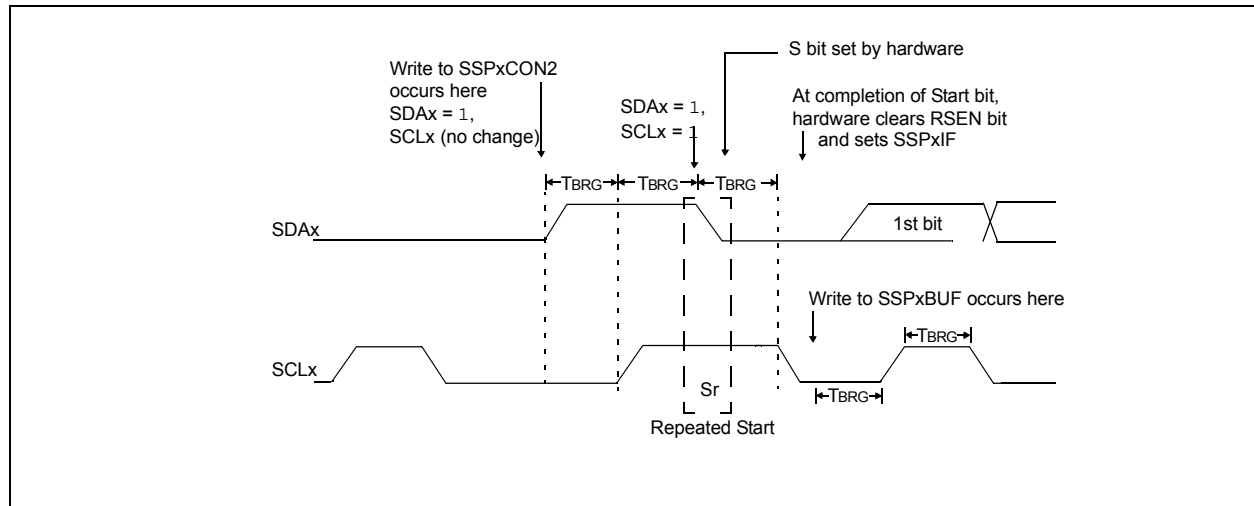 S bit set by hardware
Write to SSPxCON2
occurs here
SDAx = 1,
SCLx (no change)
SDAx = 1,
SCLx = 1
At completion of Start bit,
hardware clears RSEN bit
and sets SSPxIF
TBRG TBRG TBRG
SDAx
1st bit
Write to SSPxBUF occurs here
TBRG
SCLx
Sr
TBRG
Repeated Start